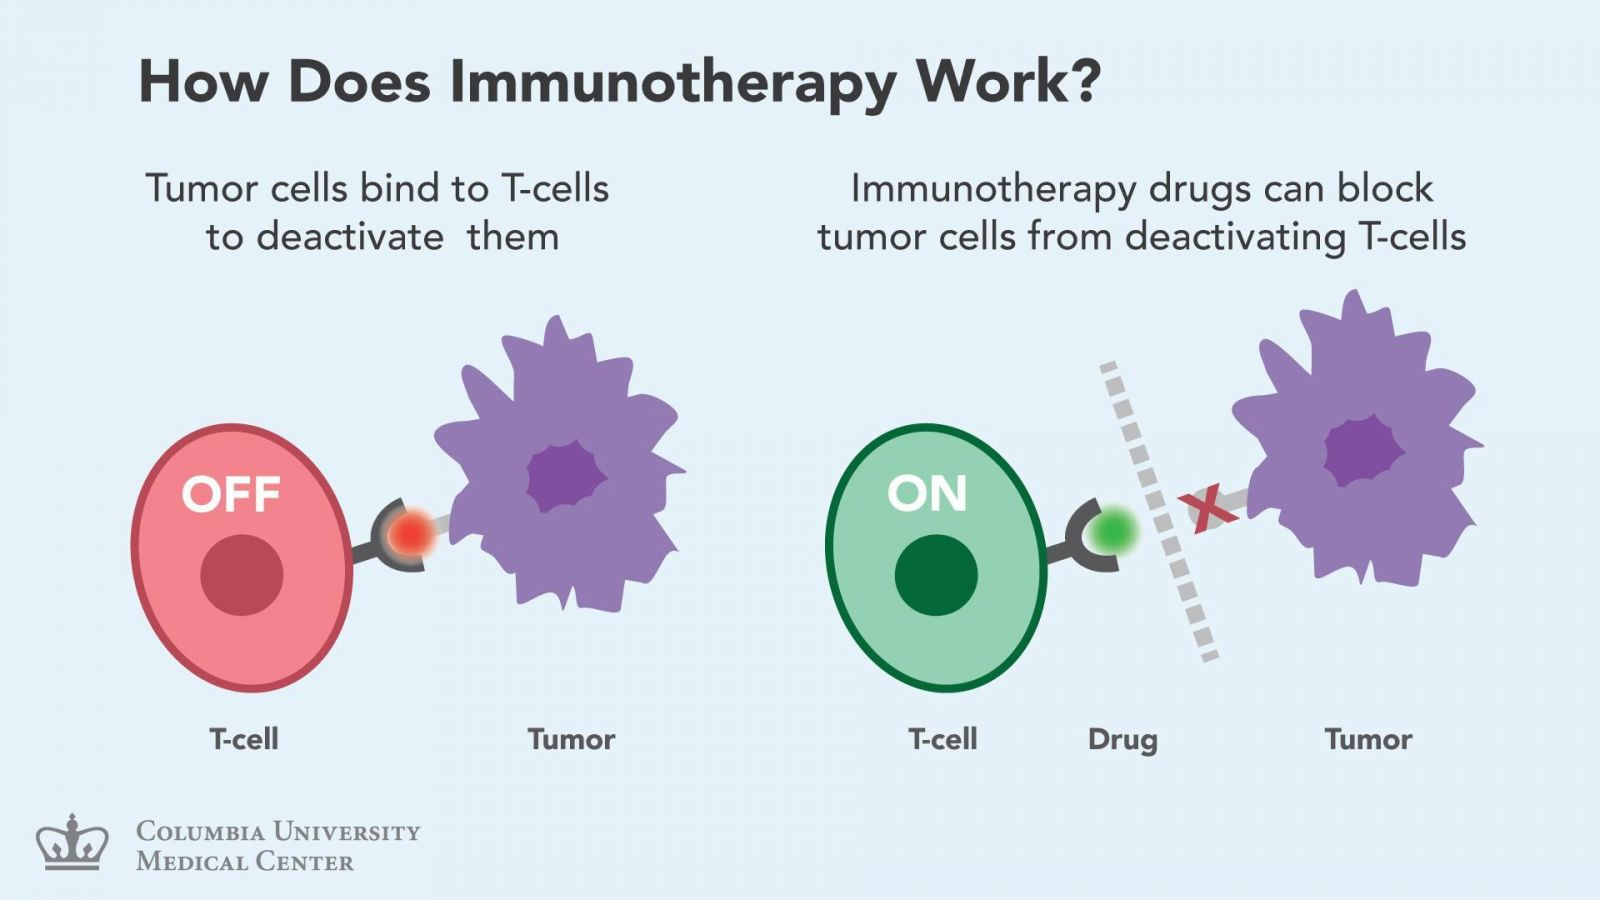 How Does Immunotherapy Work?
Tumor cells bind to T-cells
to deactivate  them
Immunotherapy drugs can block
tumor cells from deactivating T-cells
OFF
ON
T-cell
Tumor
T-cell
Drug
Tumor
COLUMBIA UNIVERSITY
MEDICAL CENTER